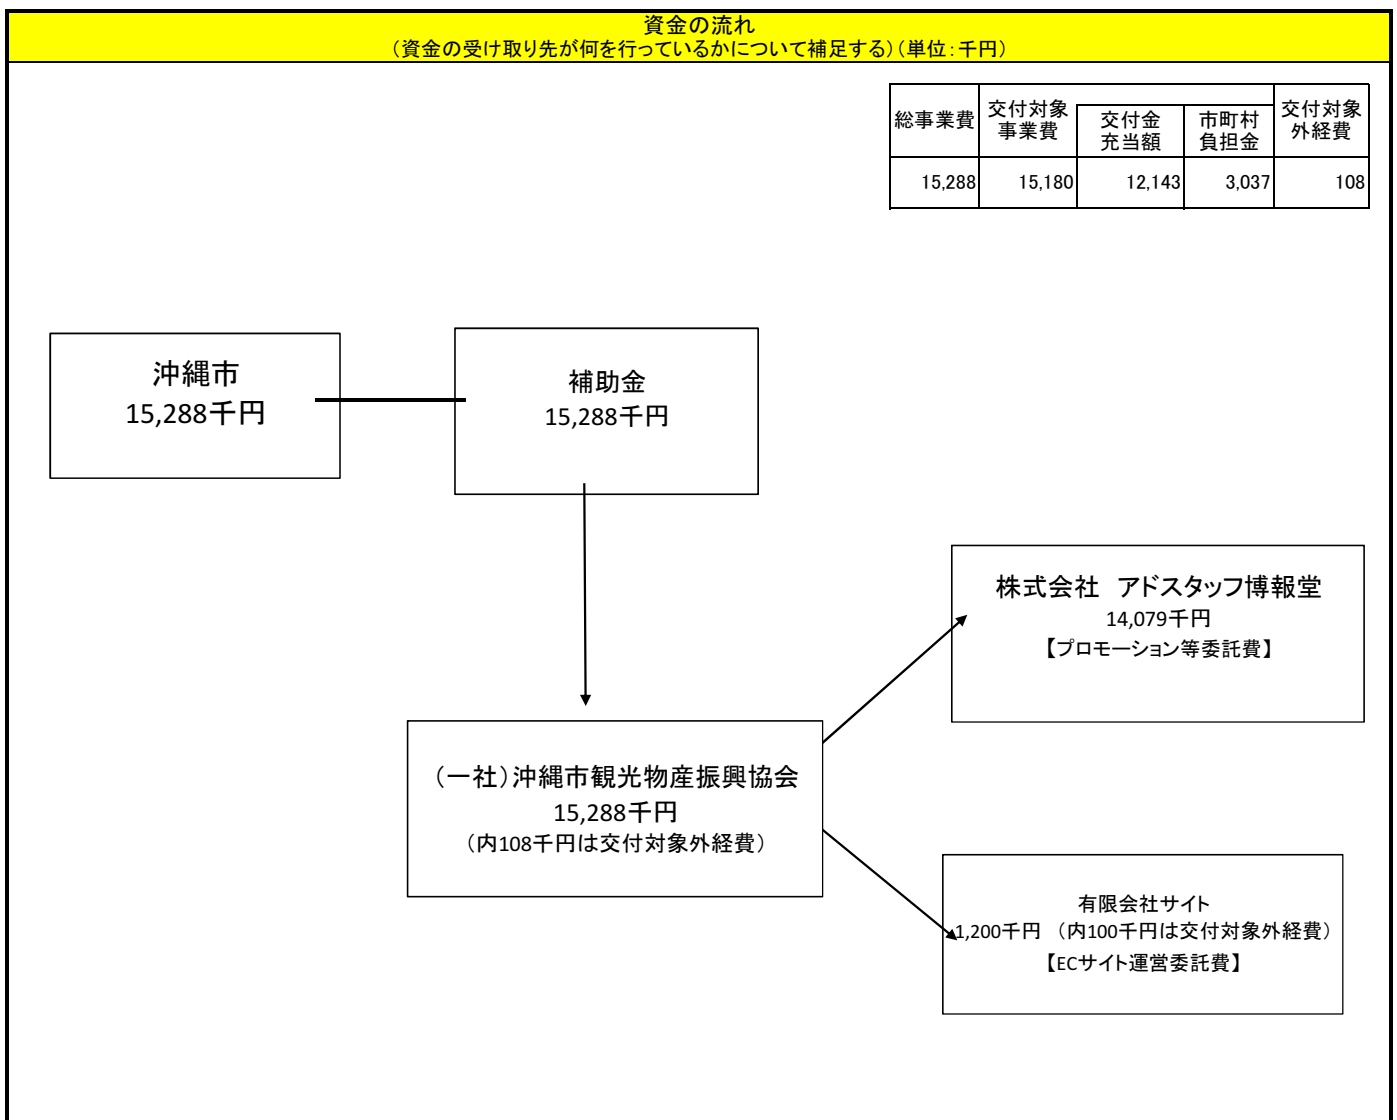 資金の流れ
（資金の受け取り先が何を行っているかについて補足する）（単位：千円）
総事業費
交付対象
事業費
交付金
充当額
市町村
負担金
交付対象
外経費
15,288 15,180 12,143 3,037 108
沖縄市
15,288千円
補助金
15,288千円
株式会社　アドスタッフ博報堂
14,079千円
【プロモーション等委託費】
（一社）沖縄市観光物産振興協会
15,288千円
（内108千円は交付対象外経費）
有限会社サイト
1,200千円　（内100千円は交付対象外経費）
【ECサイト運営委託費】